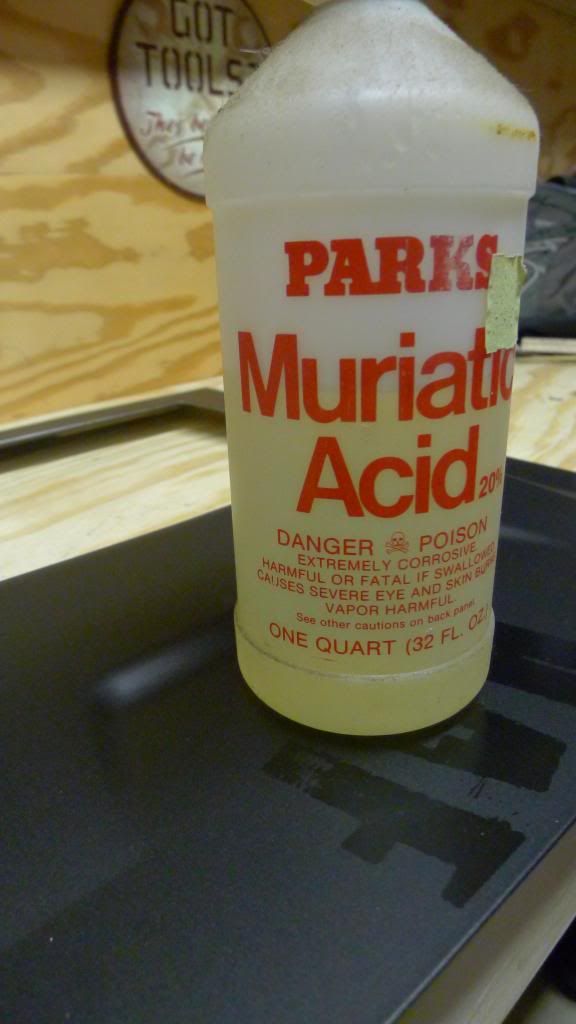 GOT
TOOLS?
PARKS
Muriatic
Acid 20%
DANGER POISON
EXTREMELY CORROSIVE
HARMFUL OR FATAL IF SWALLOWED
CAUSES SEVERE EYE AND SKIN BURNS
VAPOR HARMFUL.
See other cautions on back panel.
ONE QUART (32 FL. OZ.)